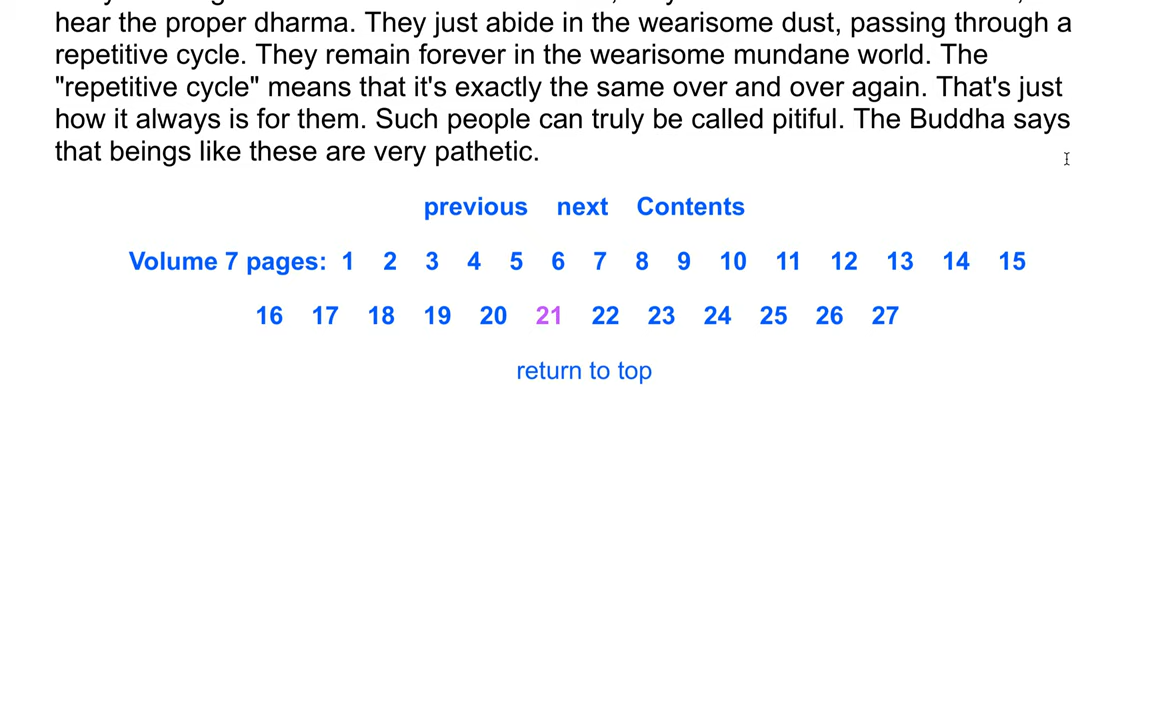 hear the proper dharma. They just abide in the wearisome dust, passing through a
repetitive cycle. They remain forever in the wearisome mundane world. The
"repetitive cycle" means that it's exactly the same over and over again. That's just
how it always is for them. Such people can truly be called pitiful. The Buddha says
that beings like these are very pathetic.
previous next Contents
Volume 7 pages: 1 2 3 4 5 6 7 8 9 10 11 12 13 14 15
16 17 18 19 20 21 22 23 24 25 26 27
return to top